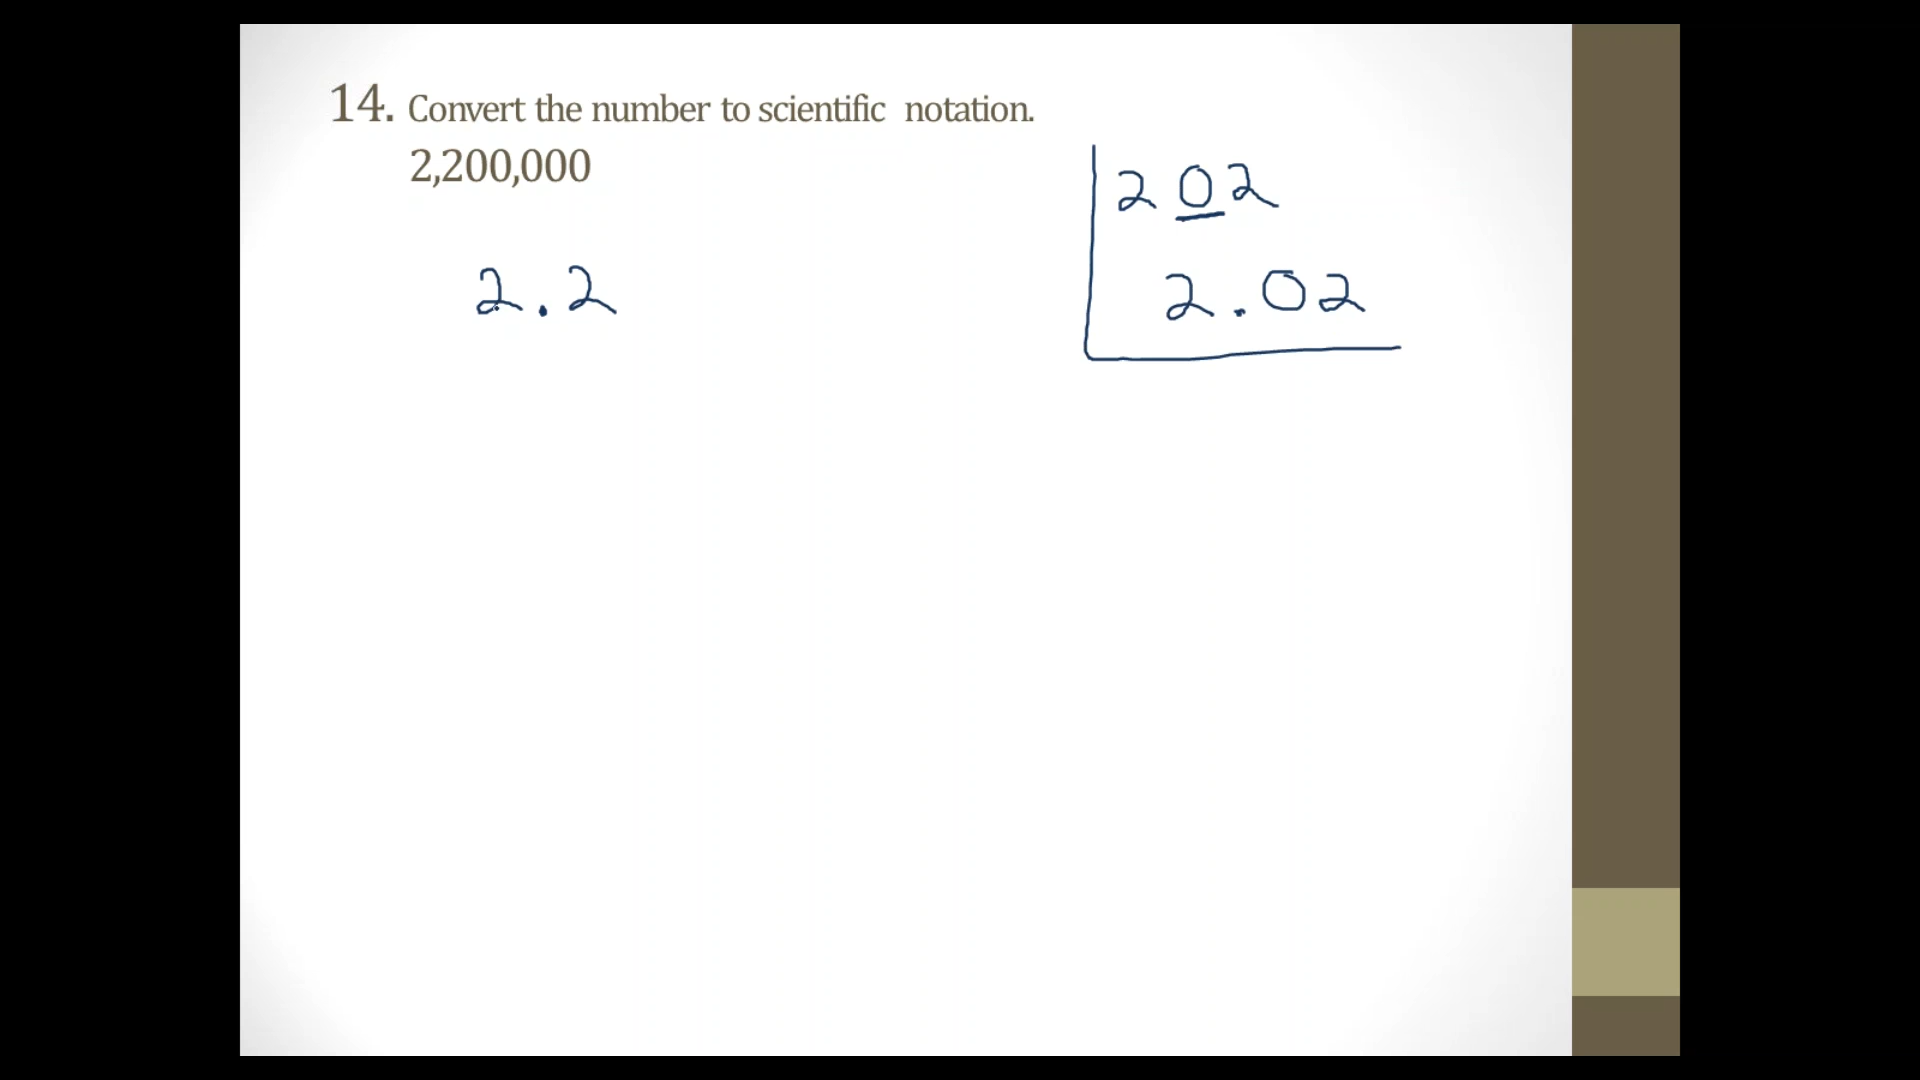 14. Convert the number to scientific notation.
2,200,000
2.2
202
2.02